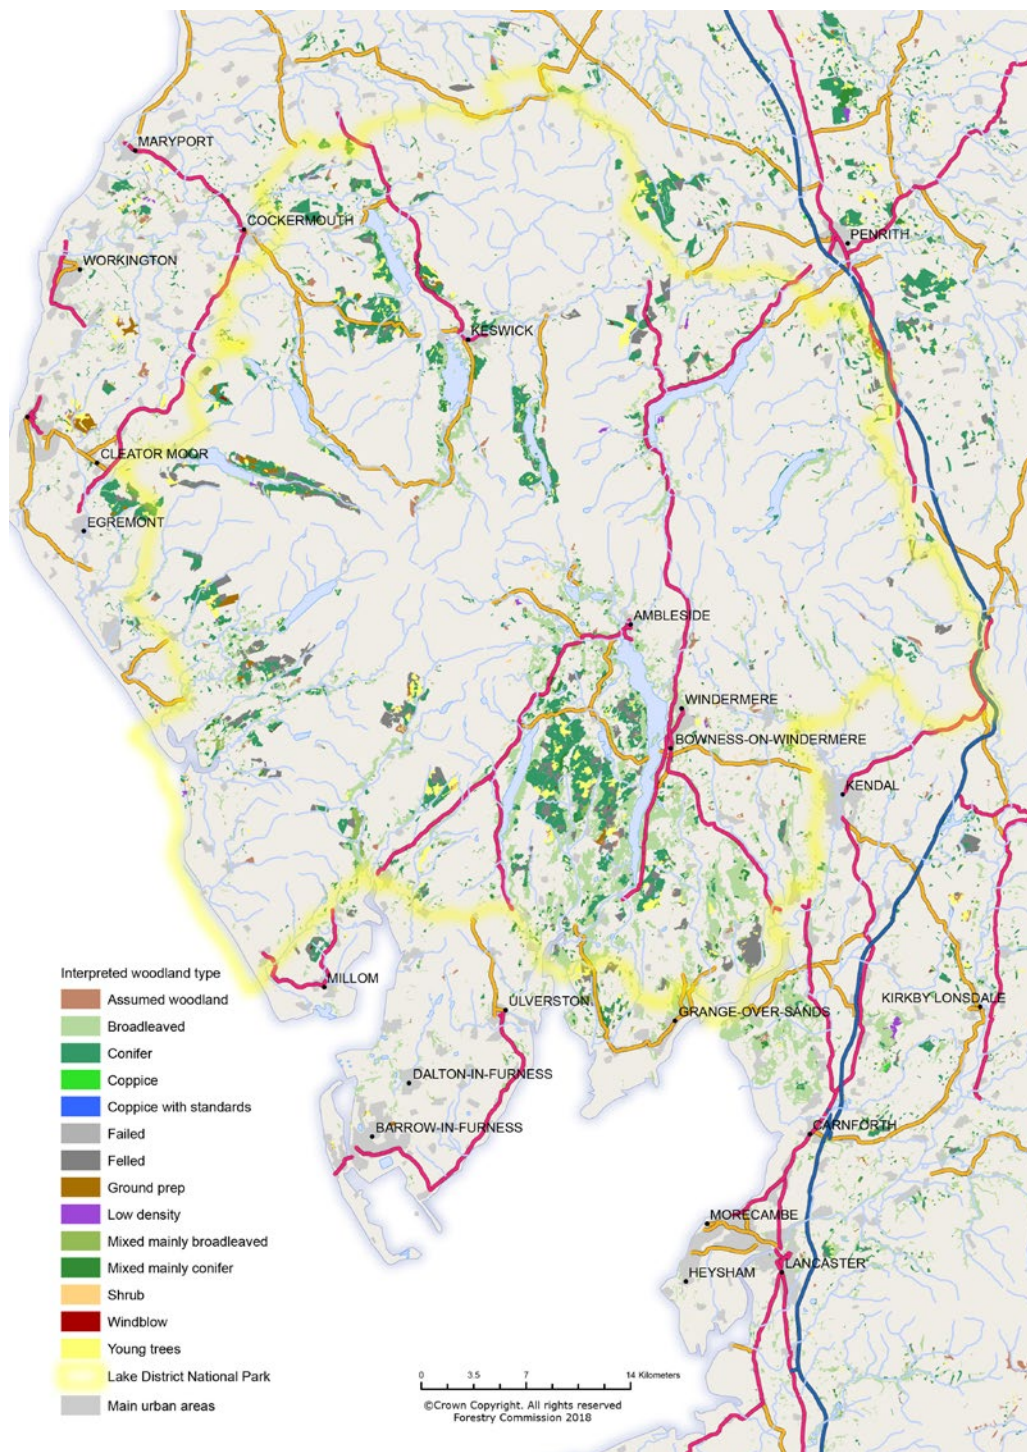 MARYPORT
COCKERMOUTH
PENRITH
WORKINGTON
KESWICK
CLEATOR MOOR
EGREMONT
AMBLESIDE
WINDERMERE
BOWNESS-ON-WINDERMERE
KENDAL
Interpreted woodland type
Assumed woodland
Broadleaved
Conifer
Coppice
Coppice with standards
Failed
Felled
Ground prep
Low density
Mixed mainly broadleaved
Mixed mainly conifer
Shrub
Windblow
Young trees
Lake District National Park
Main urban areas
MILLOM
ULVERSTON
GRANGE-OVER-SANDS
KIRKBY LONSDALE
DALTON-IN-FURNESS
BARROW-IN-FURNESS
CARNFORTH
MORECAMBE
HEYSHAM
LANCASTER
0 3.5 7 14 Kilometers
©Crown Copyright. All rights reserved
Forestry Commission 2018